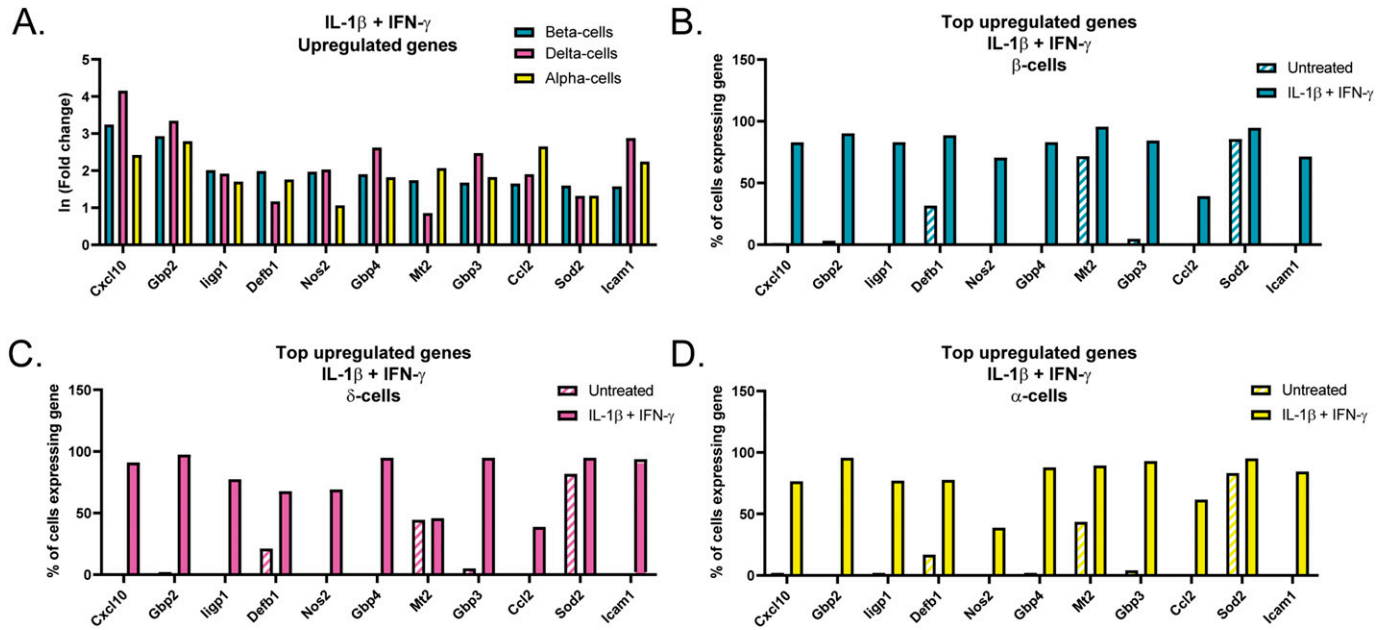 A.
IL-1β + IFN-γ
Upregulated genes
Beta-cells
Delta-cells
Alpha-cells
ln (Fold change)
5
4
3
2
1
0
Cxcl10 Gbp2 Iigp1 Defb1 Nos2 Gbp4 Mt2 Gbp3 Ccl2 Sod2 Icam1
B.
Top upregulated genes
IL-1β + IFN-γ
β-cells
Untreated
IL-1β + IFN-γ
% of cells expressing gene
150
100
50
0
Cxcl10 Gbp2 Iigp1 Defb1 Nos2 Gbp4 Mt2 Gbp3 Ccl2 Sod2 Icam1
C.
Top upregulated genes
IL-1β + IFN-γ
δ-cells
Untreated
IL-1β + IFN-γ
% of cells expressing gene
150
100
50
0
Cxcl10 Gbp2 Iigp1 Defb1 Nos2 Gbp4 Mt2 Gbp3 Ccl2 Sod2 Icam1
D.
Top upregulated genes
IL-1β + IFN-γ
α-cells
Untreated
IL-1β + IFN-γ
% of cells expressing gene
150
100
50
0
Cxcl10 Gbp2 Iigp1 Defb1 Nos2 Gbp4 Mt2 Gbp3 Ccl2 Sod2 Icam1